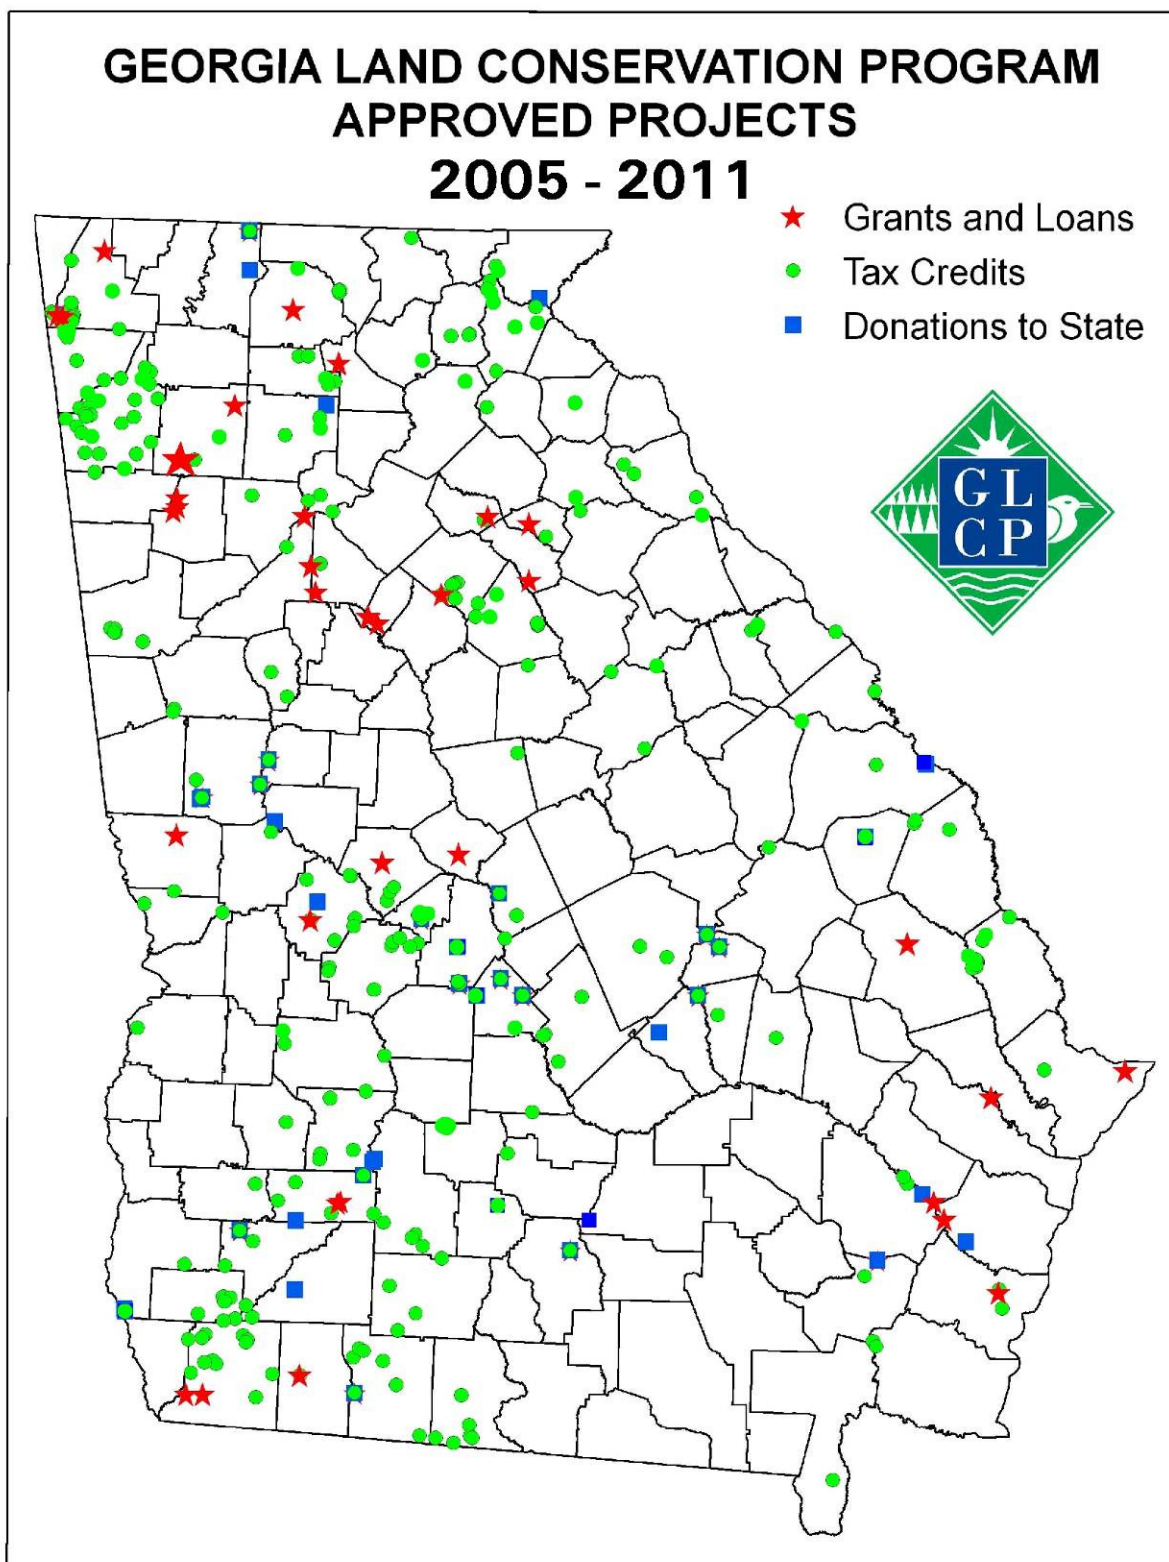 GEORGIA LAND CONSERVATION PROGRAM
APPROVED PROJECTS
2005 - 2011
Grants and Loans
Tax Credits
Donations to State
GL
CP